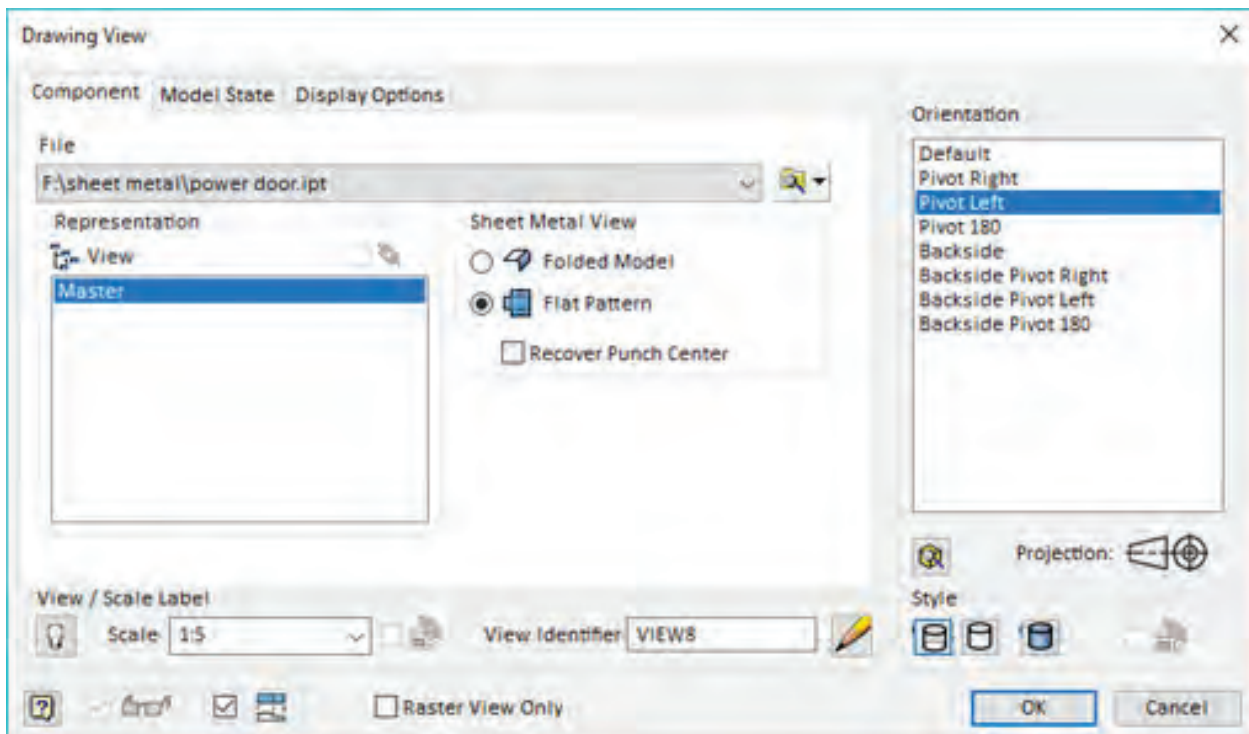 Drawing View
Component Model State Display Options
File
F:\sheet metal\power door.ipt
Representation
View
Master
Sheet Metal View
Folded Model
Flat Pattern
Recover Punch Center
Orientation
Default
Pivot Right
Pivot Left
Pivot 180
Backside
Backside Pivot Right
Backside Pivot Left
Backside Pivot 180
Projection:
View / Scale Label
Scale 1:5
View Identifier VIEW8
Style
Raster View Only
OK
Cancel